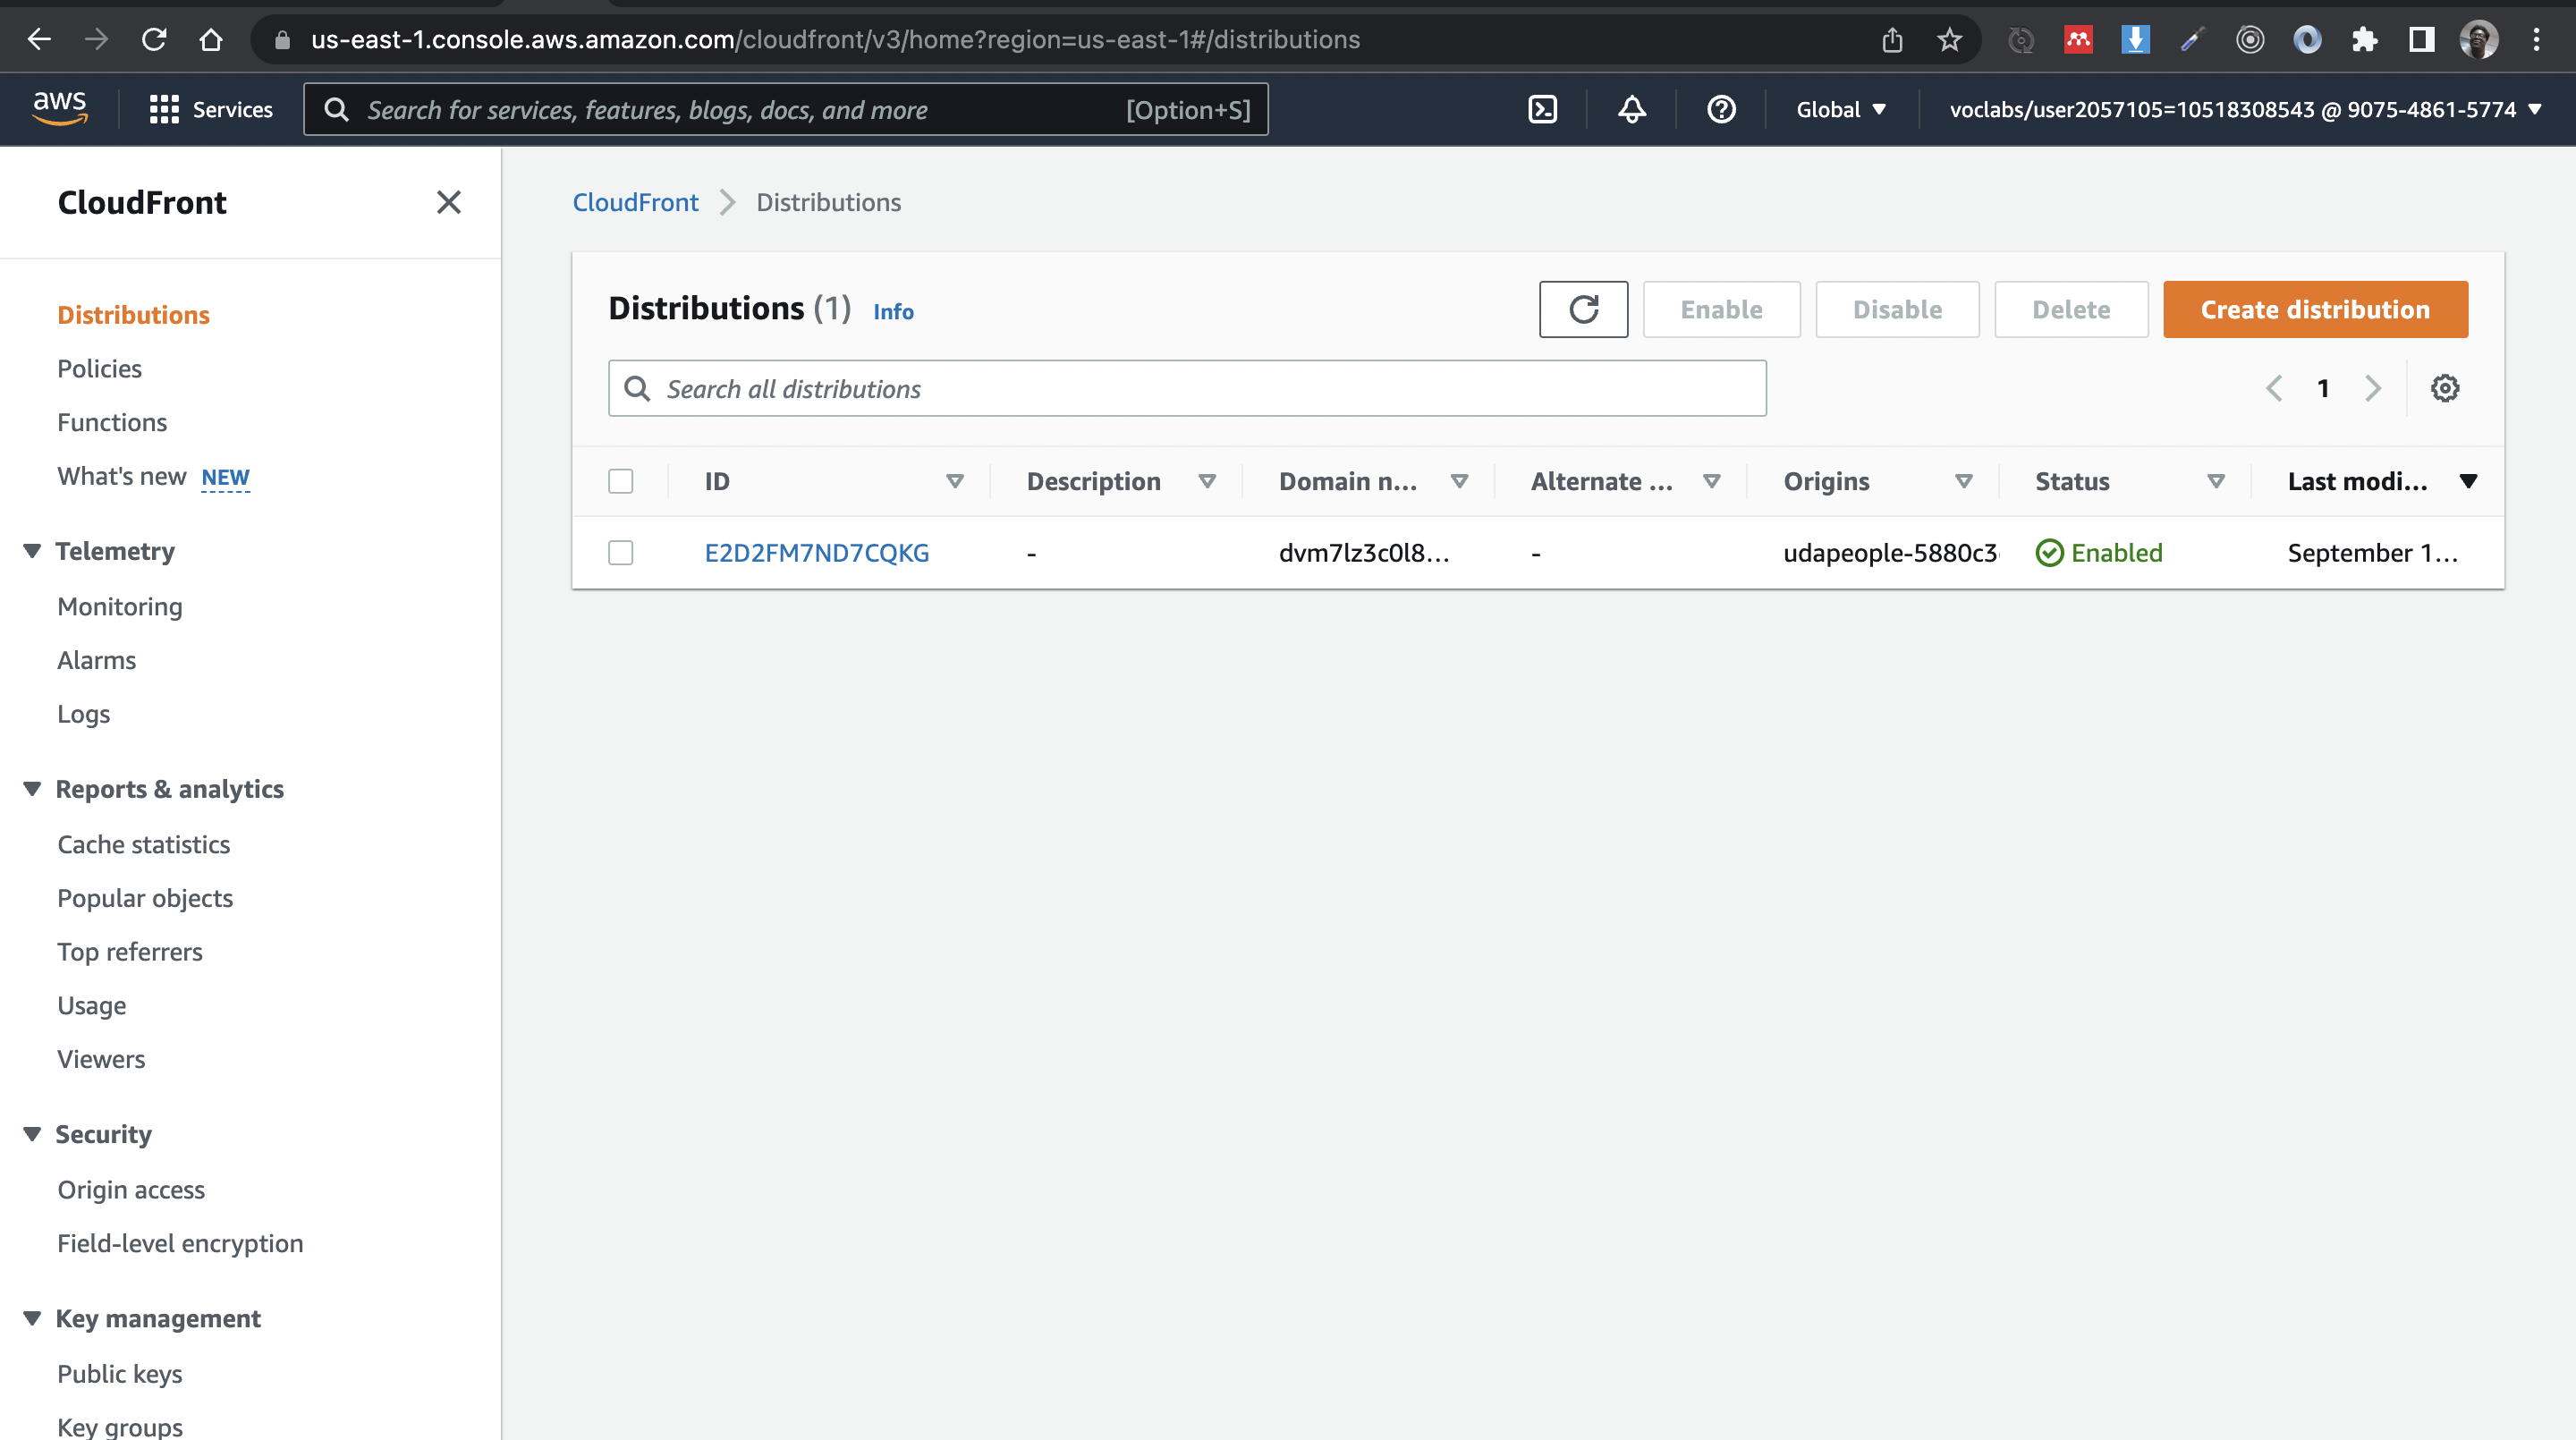 us-east-1.console.aws.amazon.com/cloudfront/v3/home?region=us-east-1#/distributions
aws
Services
Search for services, features, blogs, docs, and more [Option+S]
Global
voclabs/user2057105=10518308543 @ 9075-4861-5774
CloudFront
Distributions
Policies
Functions
What's new NEW
Telemetry
Monitoring
Alarms
Logs
Reports & analytics
Cache statistics
Popular objects
Top referrers
Usage
Viewers
Security
Origin access
Field-level encryption
Key management
Public keys
Key groups
CloudFront Distributions
Distributions (1) Info
Enable
Disable
Delete
Create distribution
Search all distributions
1
ID Description Domain n... Alternate ... Origins Status Last modi...
E2D2FM7ND7CQKG - dvm7lz3c0l8... - udapeople-5880c3 Enabled September 1...